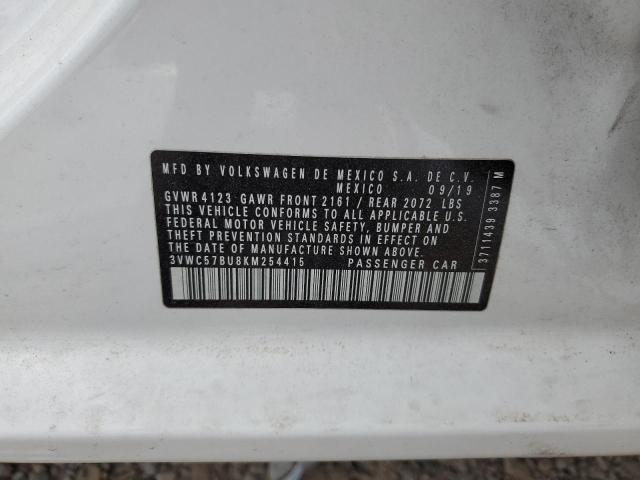 MFD BY VOLKSWAGEN DE MEXICO S.A. DE C.V.
MEXICO 09/19
GVWR 4123 GAWR FRONT 2161 / REAR 2072 LBS
THIS VEHICLE CONFORMS TO ALL APPLICABLE U.S.
FEDERAL MOTOR VEHICLE SAFETY, BUMPER AND
THEFT PREVENTION STANDARDS IN EFFECT ON
THE DATE OF MANUFACTURE SHOWN ABOVE.
3VWC57BU8KM254415 PASSENGER CAR
3711439 3387 M